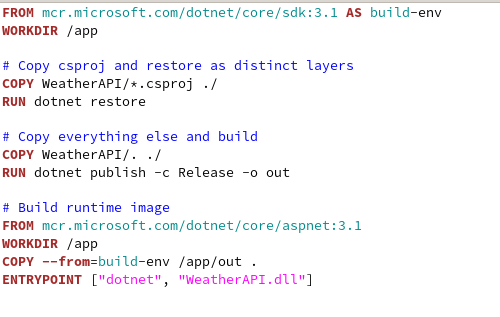 FROM mcr.microsoft.com/dotnet/core/sdk:3.1 AS build-env
WORKDIR /app

# Copy csproj and restore as distinct layers
COPY WeatherAPI/*.csproj ./
RUN dotnet restore

# Copy everything else and build
COPY WeatherAPI/. ./
RUN dotnet publish -c Release -o out

# Build runtime image
FROM mcr.microsoft.com/dotnet/core/aspnet:3.1
WORKDIR /app
COPY --from=build-env /app/out .
ENTRYPOINT ["dotnet", "WeatherAPI.dll"]